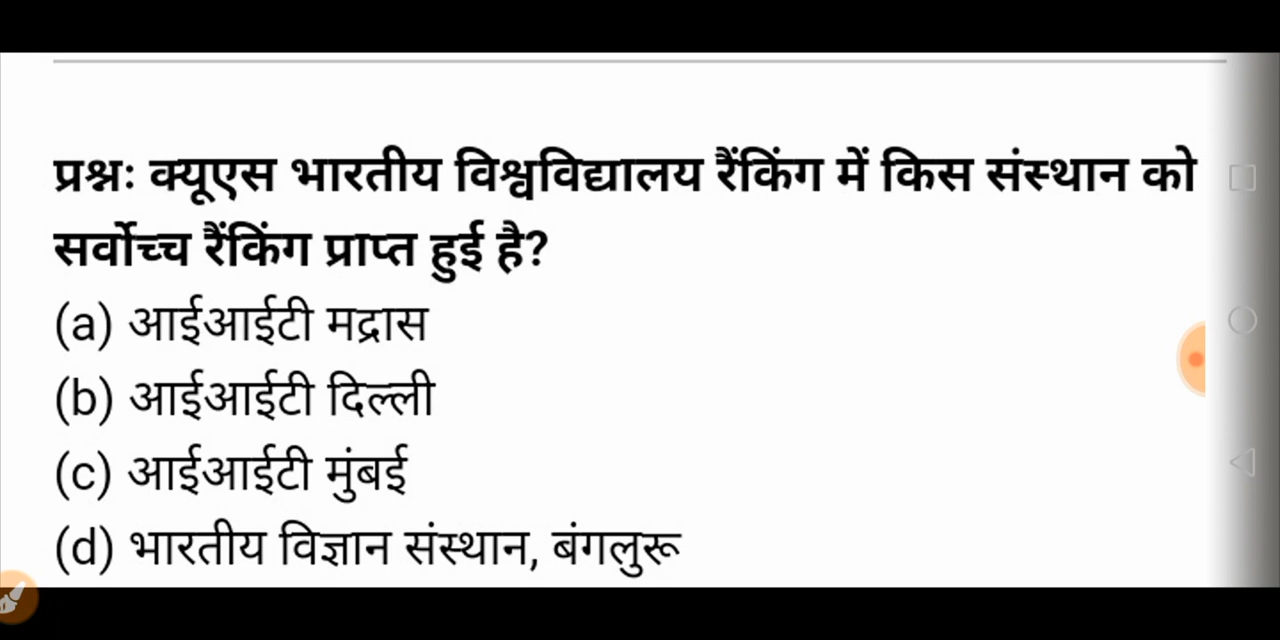 प्रश्नः क्यूएस भारतीय विश्वविद्यालय रैंकिंग में किस संस्थान को
सर्वोच्च रैंकिंग प्राप्त हुई है?
(a) आईआईटी मद्रास
(b) आईआईटी दिल्ली
(c) आईआईटी मुंबई
(d) भारतीय विज्ञान संस्थान, बंगलुरू